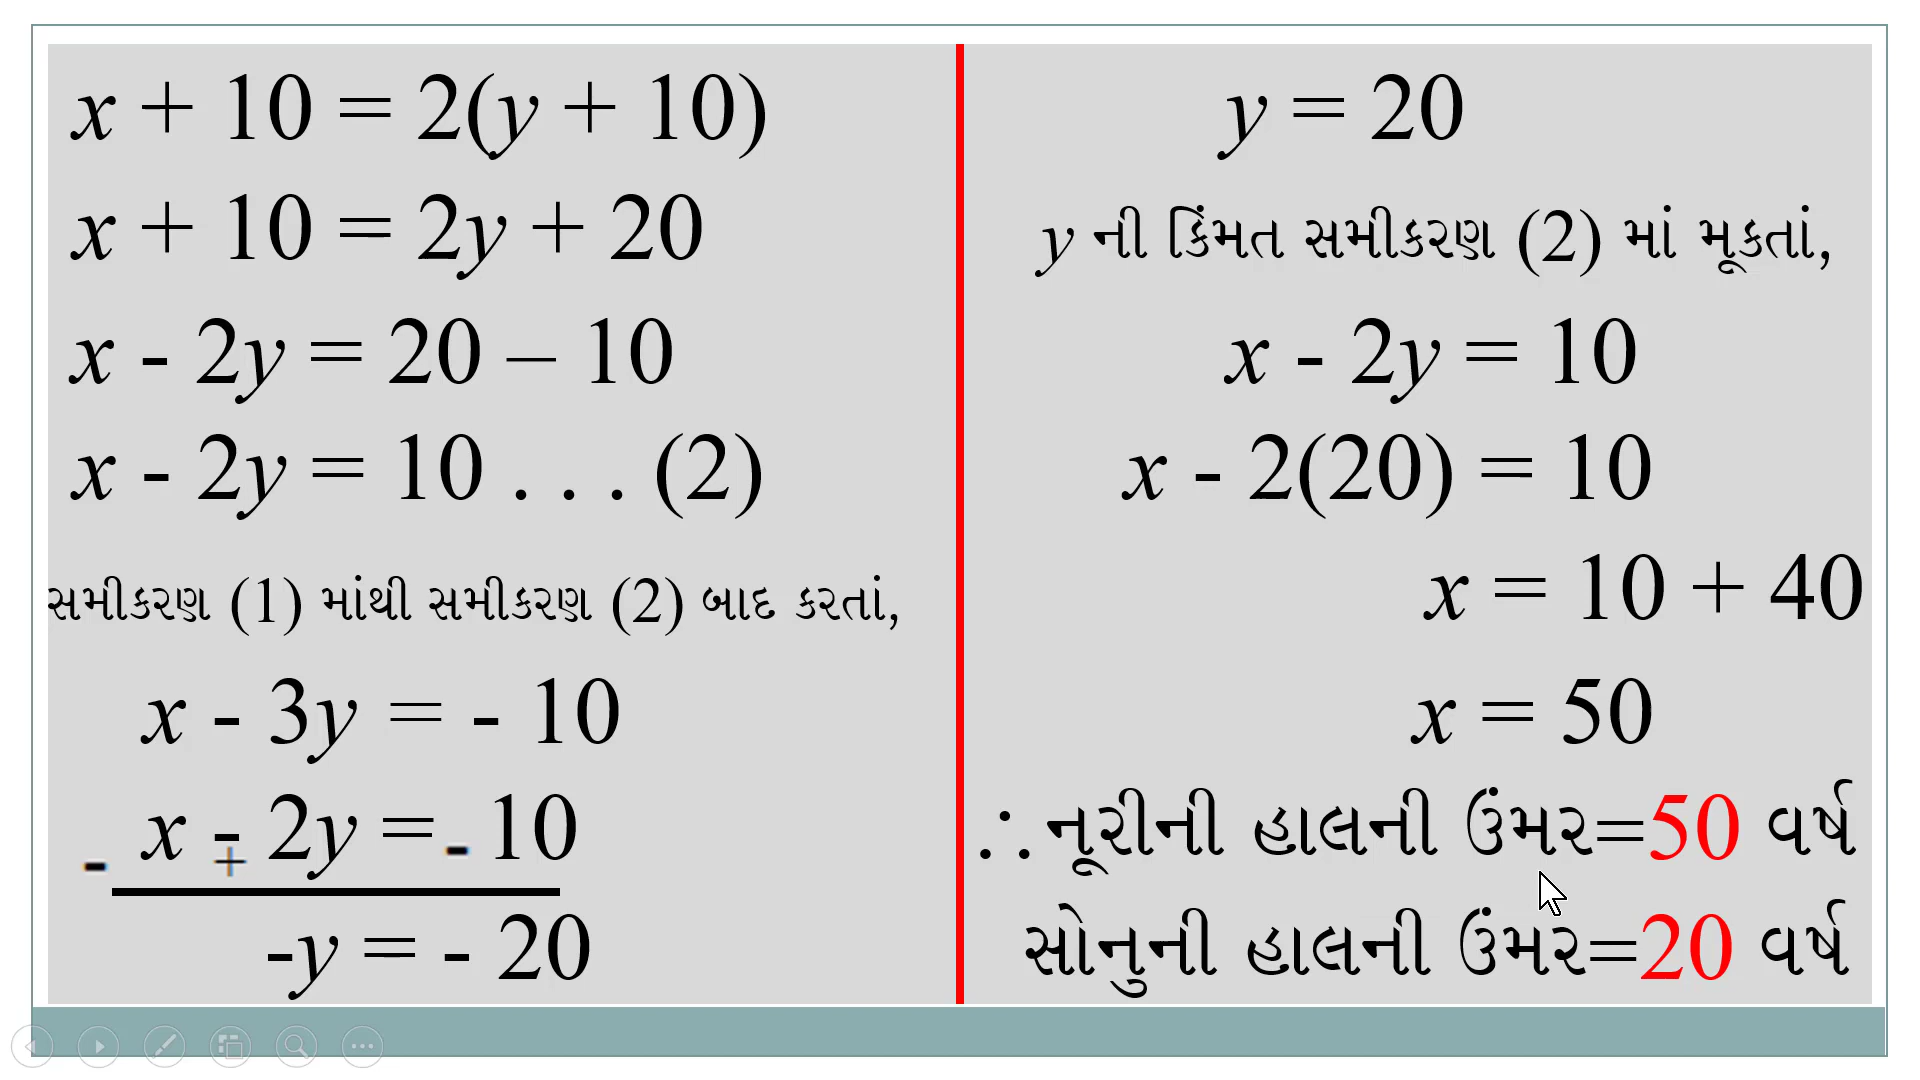 x + 10 = 2(y + 10)
x + 10 = 2y + 20
x - 2y = 20 – 10
x - 2y = 10 . . . (2)
સમીકરણ (1) માંથી સમીકરણ (2) બાદ કરતાં,
x - 3y = - 10
x - 2y = 10
- + -
-y = - 20
y = 20
y ની કિંમત સમીકરણ (2) માં મૂકતાં,
x - 2y = 10
x - 2(20) = 10
x = 10 + 40
x = 50
∴ નૂરીની હાલની ઉંમર=50 વર્ષ
સોનુની હાલની ઉંમર=20 વર્ષ